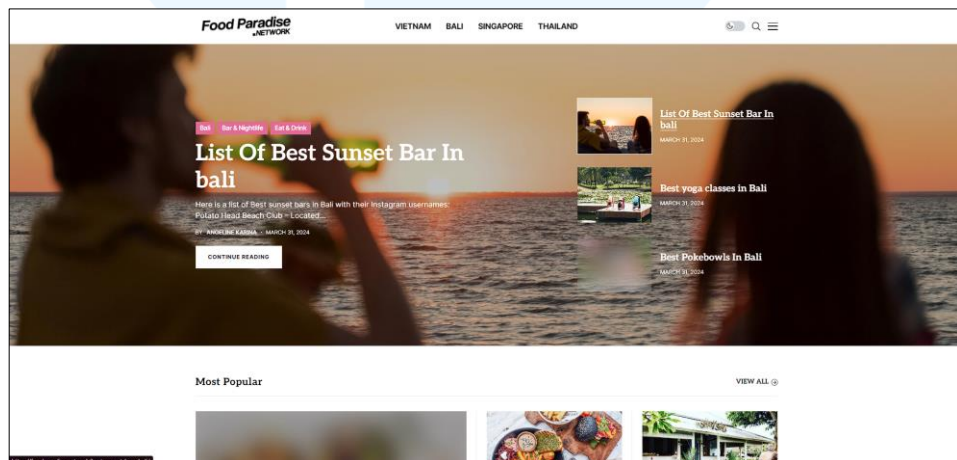 Food Paradise
.NETWORK
VIETNAM BALI SINGAPORE THAILAND
Bali Bar & Nightlife Eat & Drink
List Of Best Sunset Bar In
bali
Here is a list of Best sunset bars in Bali with their Instagram usernames:
Potato Head Beach Club – Located...
BY ANGELINE KARINA • MARCH 31, 2024
CONTINUE READING
List Of Best Sunset Bar In
bali
MARCH 31, 2024
Best yoga classes in Bali
MARCH 31, 2024
Best Pokebowls In Bali
MARCH 31, 2024
Most Popular
VIEW ALL